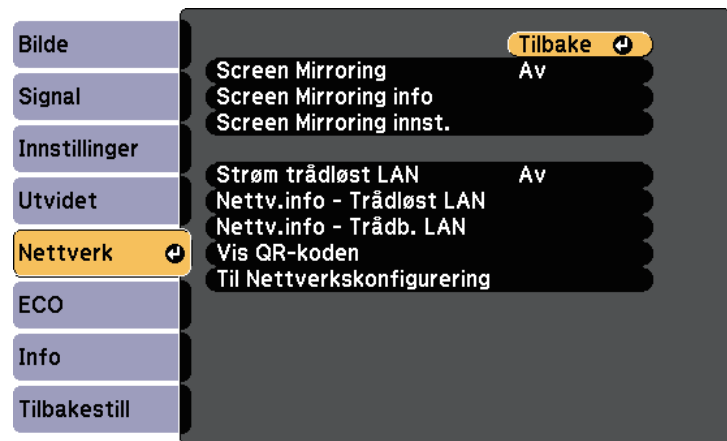 Bilde
Signal
Innstillinger
Utvidet
Nettverk
ECO
Info
Tilbakestill
Tilbake
Screen Mirroring Av
Screen Mirroring info
Screen Mirroring innst.
Strøm trådløst LAN Av
Nettv.info - Trådløst LAN
Nettv.info - Trådb. LAN
Vis QR-koden
Til Nettverkskonfigurering